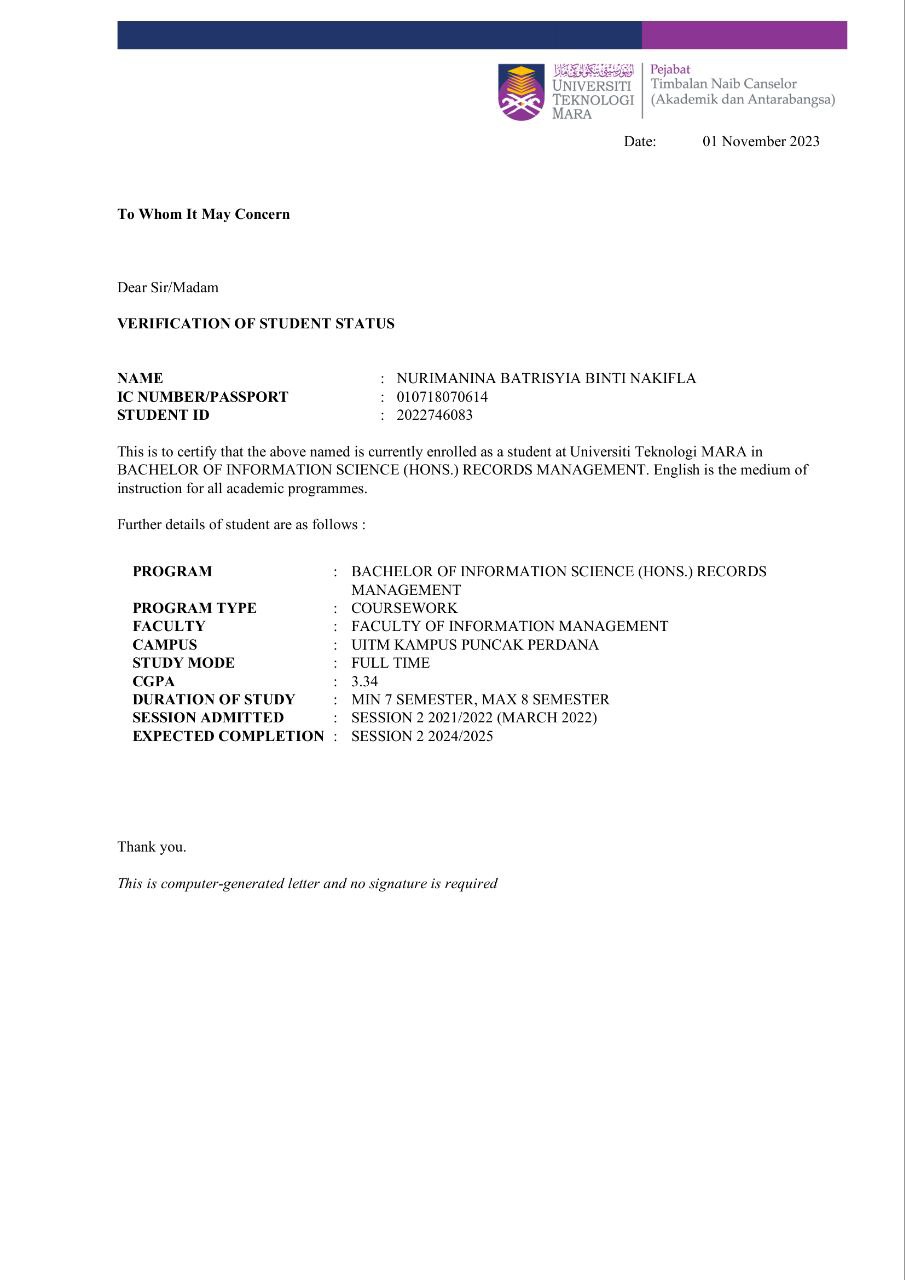 UNIVERSITI
TEKNOLOGI
MARA
Pejabat
Timbalan Naib Canselor
(Akademik dan Antarabangsa)
Date: 01 November 2023
To Whom It May Concern
Dear Sir/Madam
VERIFICATION OF STUDENT STATUS
NAME : NURIMANINA BATRISYIA BINTI NAKIFLA
IC NUMBER/PASSPORT : 010718070614
STUDENT ID : 2022746083
This is to certify that the above named is currently enrolled as a student at Universiti Teknologi MARA in
BACHELOR OF INFORMATION SCIENCE (HONS.) RECORDS MANAGEMENT. English is the medium of
instruction for all academic programmes.
Further details of student are as follows :
PROGRAM : BACHELOR OF INFORMATION SCIENCE (HONS.) RECORDS
MANAGEMENT
PROGRAM TYPE : COURSEWORK
FACULTY : FACULTY OF INFORMATION MANAGEMENT
CAMPUS : UITM KAMPUS PUNCAK PERDANA
STUDY MODE : FULL TIME
CGPA : 3.34
DURATION OF STUDY : MIN 7 SEMESTER, MAX 8 SEMESTER
SESSION ADMITTED : SESSION 2 2021/2022 (MARCH 2022)
EXPECTED COMPLETION : SESSION 2 2024/2025
Thank you.
This is computer-generated letter and no signature is required